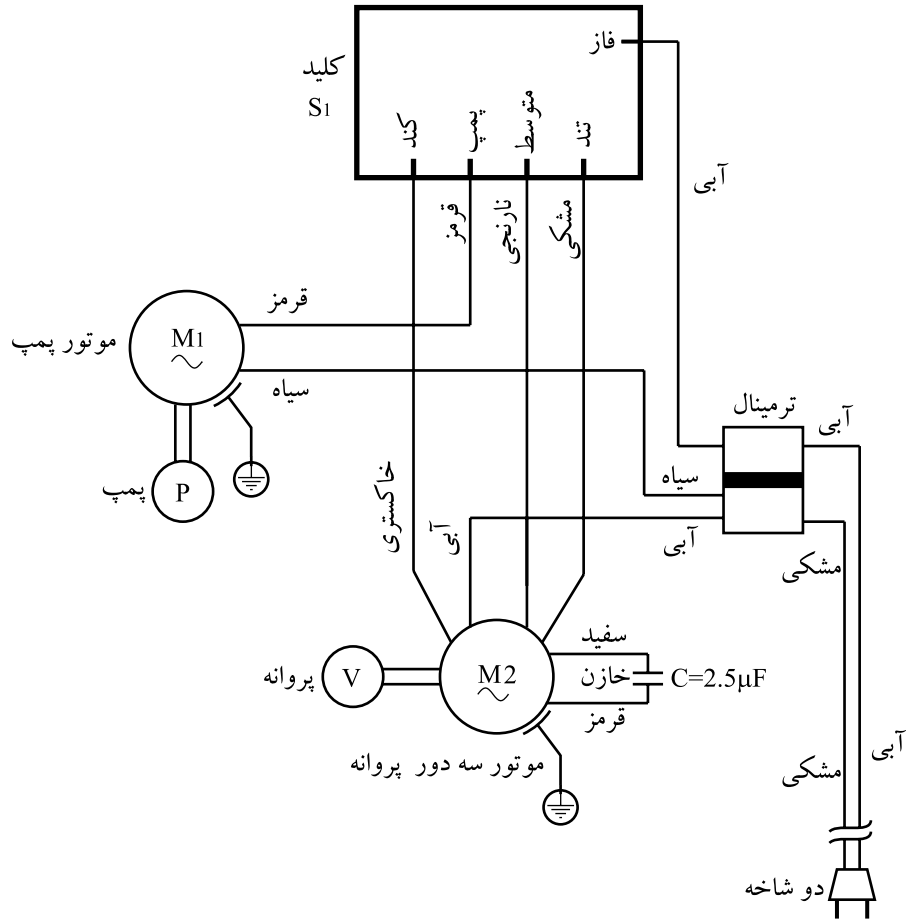 فاز
کلید
S1
کند
پمپ
متوسط
تند
آبی
قرمز
نارنجی
مشکی
قرمز
M1
موتور پمپ
سیاه
ترمینال
آبی
سیاه
خاکستری
آبی
آبی
P
پمپ
مشکی
سفید
M2
خازن
C=2.5µF
قرمز
V
پروانه
موتور سه دور پروانه
آبی
مشکی
دو شاخه